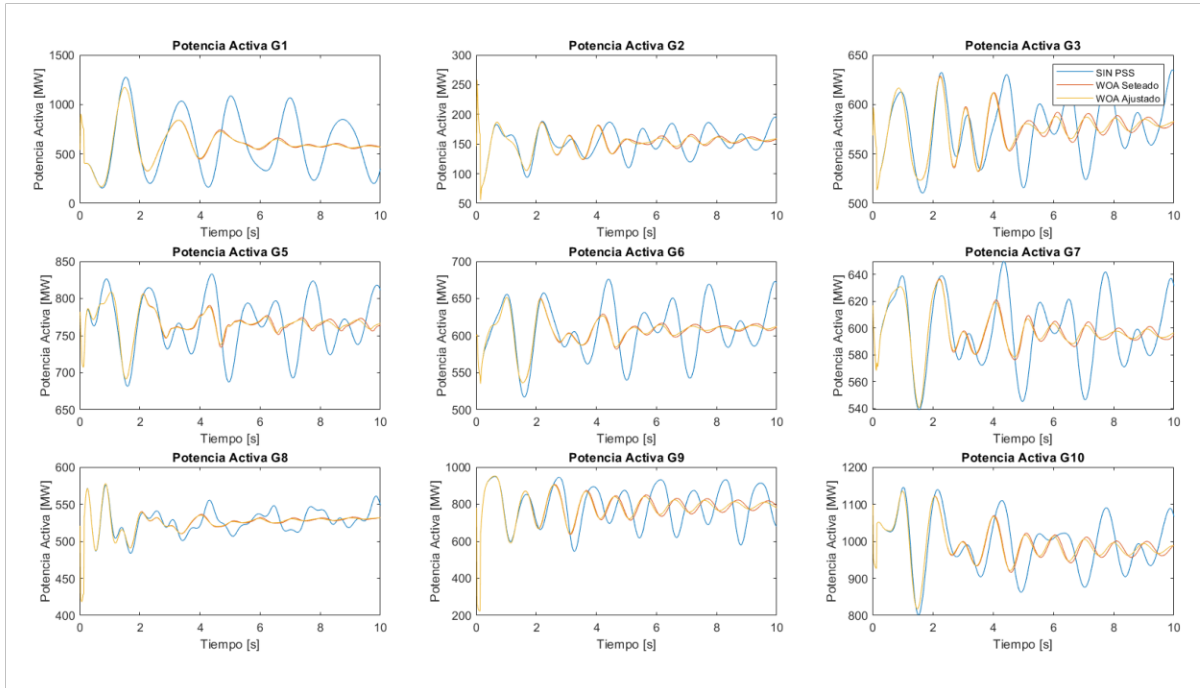 Potencia Activa G1
Potencia Activa [MW]
1500
1000
500
0
0 2 4 6 8 10
Tiempo [s]
Potencia Activa G2
Potencia Activa [MW]
300
250
200
150
100
50
0 2 4 6 8 10
Tiempo [s]
Potencia Activa G3
Potencia Activa [MW]
650
600
550
500
0 2 4 6 8 10
Tiempo [s]
SIN PSS
WOA Seteado
WOA Ajustado
Potencia Activa G5
Potencia Activa [MW]
850
800
750
700
650
0 2 4 6 8 10
Tiempo [s]
Potencia Activa G6
Potencia Activa [MW]
700
650
600
550
500
0 2 4 6 8 10
Tiempo [s]
Potencia Activa G7
Potencia Activa [MW]
640
620
600
580
560
540
0 2 4 6 8 10
Tiempo [s]
Potencia Activa G8
Potencia Activa [MW]
600
550
500
450
400
0 2 4 6 8 10
Tiempo [s]
Potencia Activa G9
Potencia Activa [MW]
1000
800
600
400
200
0 2 4 6 8 10
Tiempo [s]
Potencia Activa G10
Potencia Activa [MW]
1200
1100
1000
900
800
0 2 4 6 8 10
Tiempo [s]